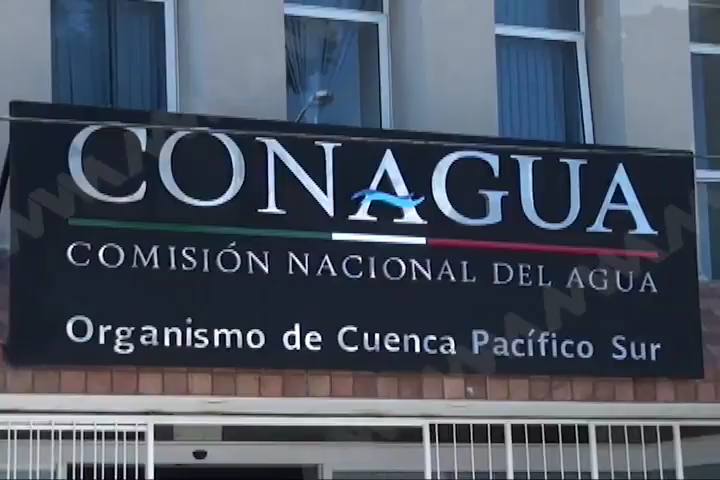 CONAGUA
COMISIÓN NACIONAL DEL AGUA
Organismo de Cuenca Pacífico Sur